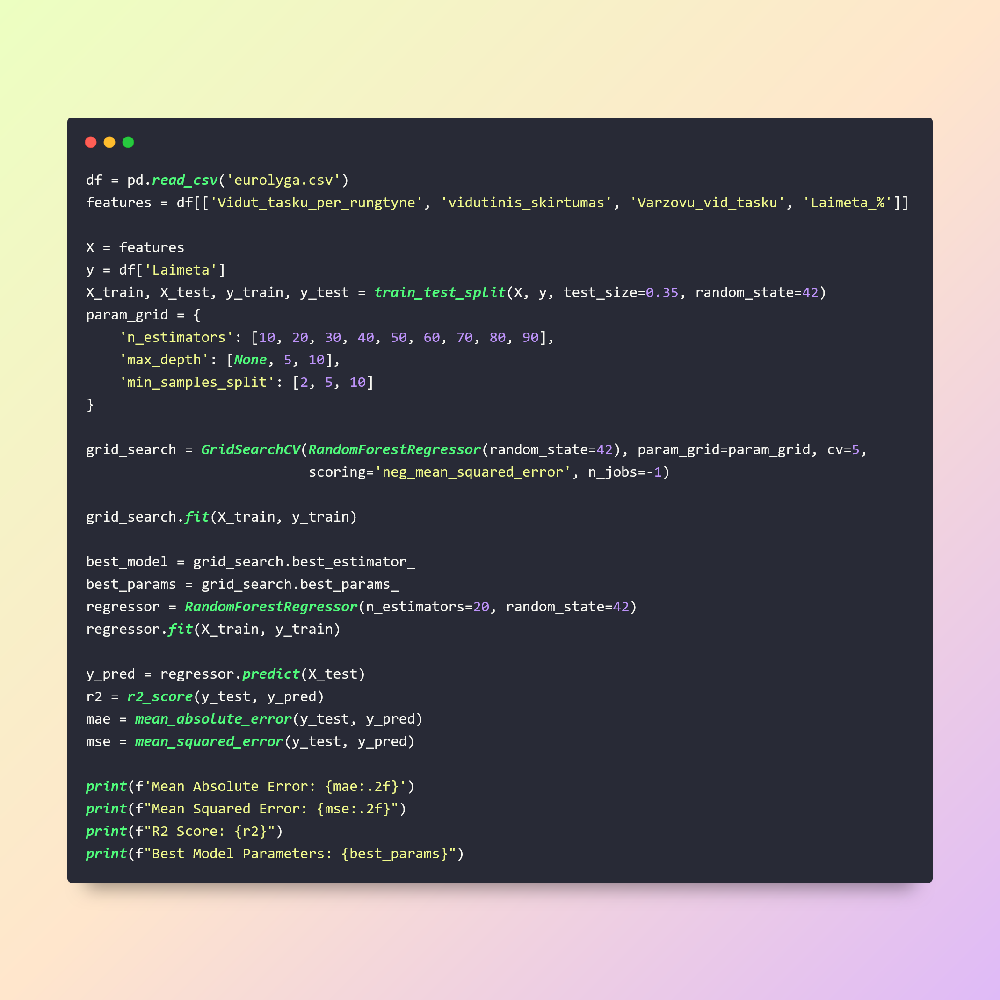 df = pd.read_csv('eurolyga.csv')
features = df[['Vidut_tasku_per_rungtyne', 'vidutinis_skirtumas', 'Varzovu_vid_tasku', 'Laimeta_%']]

X = features
y = df['Laimeta']
X_train, X_test, y_train, y_test = train_test_split(X, y, test_size=0.35, random_state=42)
param_grid = {
    'n_estimators': [10, 20, 30, 40, 50, 60, 70, 80, 90],
    'max_depth': [None, 5, 10],
    'min_samples_split': [2, 5, 10]
}

grid_search = GridSearchCV(RandomForestRegressor(random_state=42), param_grid=param_grid, cv=5,
                           scoring='neg_mean_squared_error', n_jobs=-1)

grid_search.fit(X_train, y_train)

best_model = grid_search.best_estimator_
best_params = grid_search.best_params_
regressor = RandomForestRegressor(n_estimators=20, random_state=42)
regressor.fit(X_train, y_train)

y_pred = regressor.predict(X_test)
r2 = r2_score(y_test, y_pred)
mae = mean_absolute_error(y_test, y_pred)
mse = mean_squared_error(y_test, y_pred)

print(f'Mean Absolute Error: {mae:.2f}')
print(f"Mean Squared Error: {mse:.2f}")
print(f"R2 Score: {r2}")
print(f"Best Model Parameters: {best_params}")